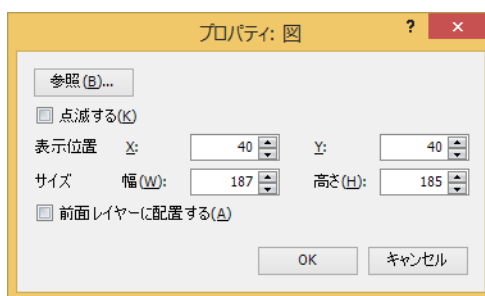 プロパティ: 図 ? ×
参照(B)...
点滅する(K)
表示位置 X: 40 Y: 40
サイズ 幅(W): 187 高さ(H): 185
前面レイヤーに配置する(A)
OK キャンセル